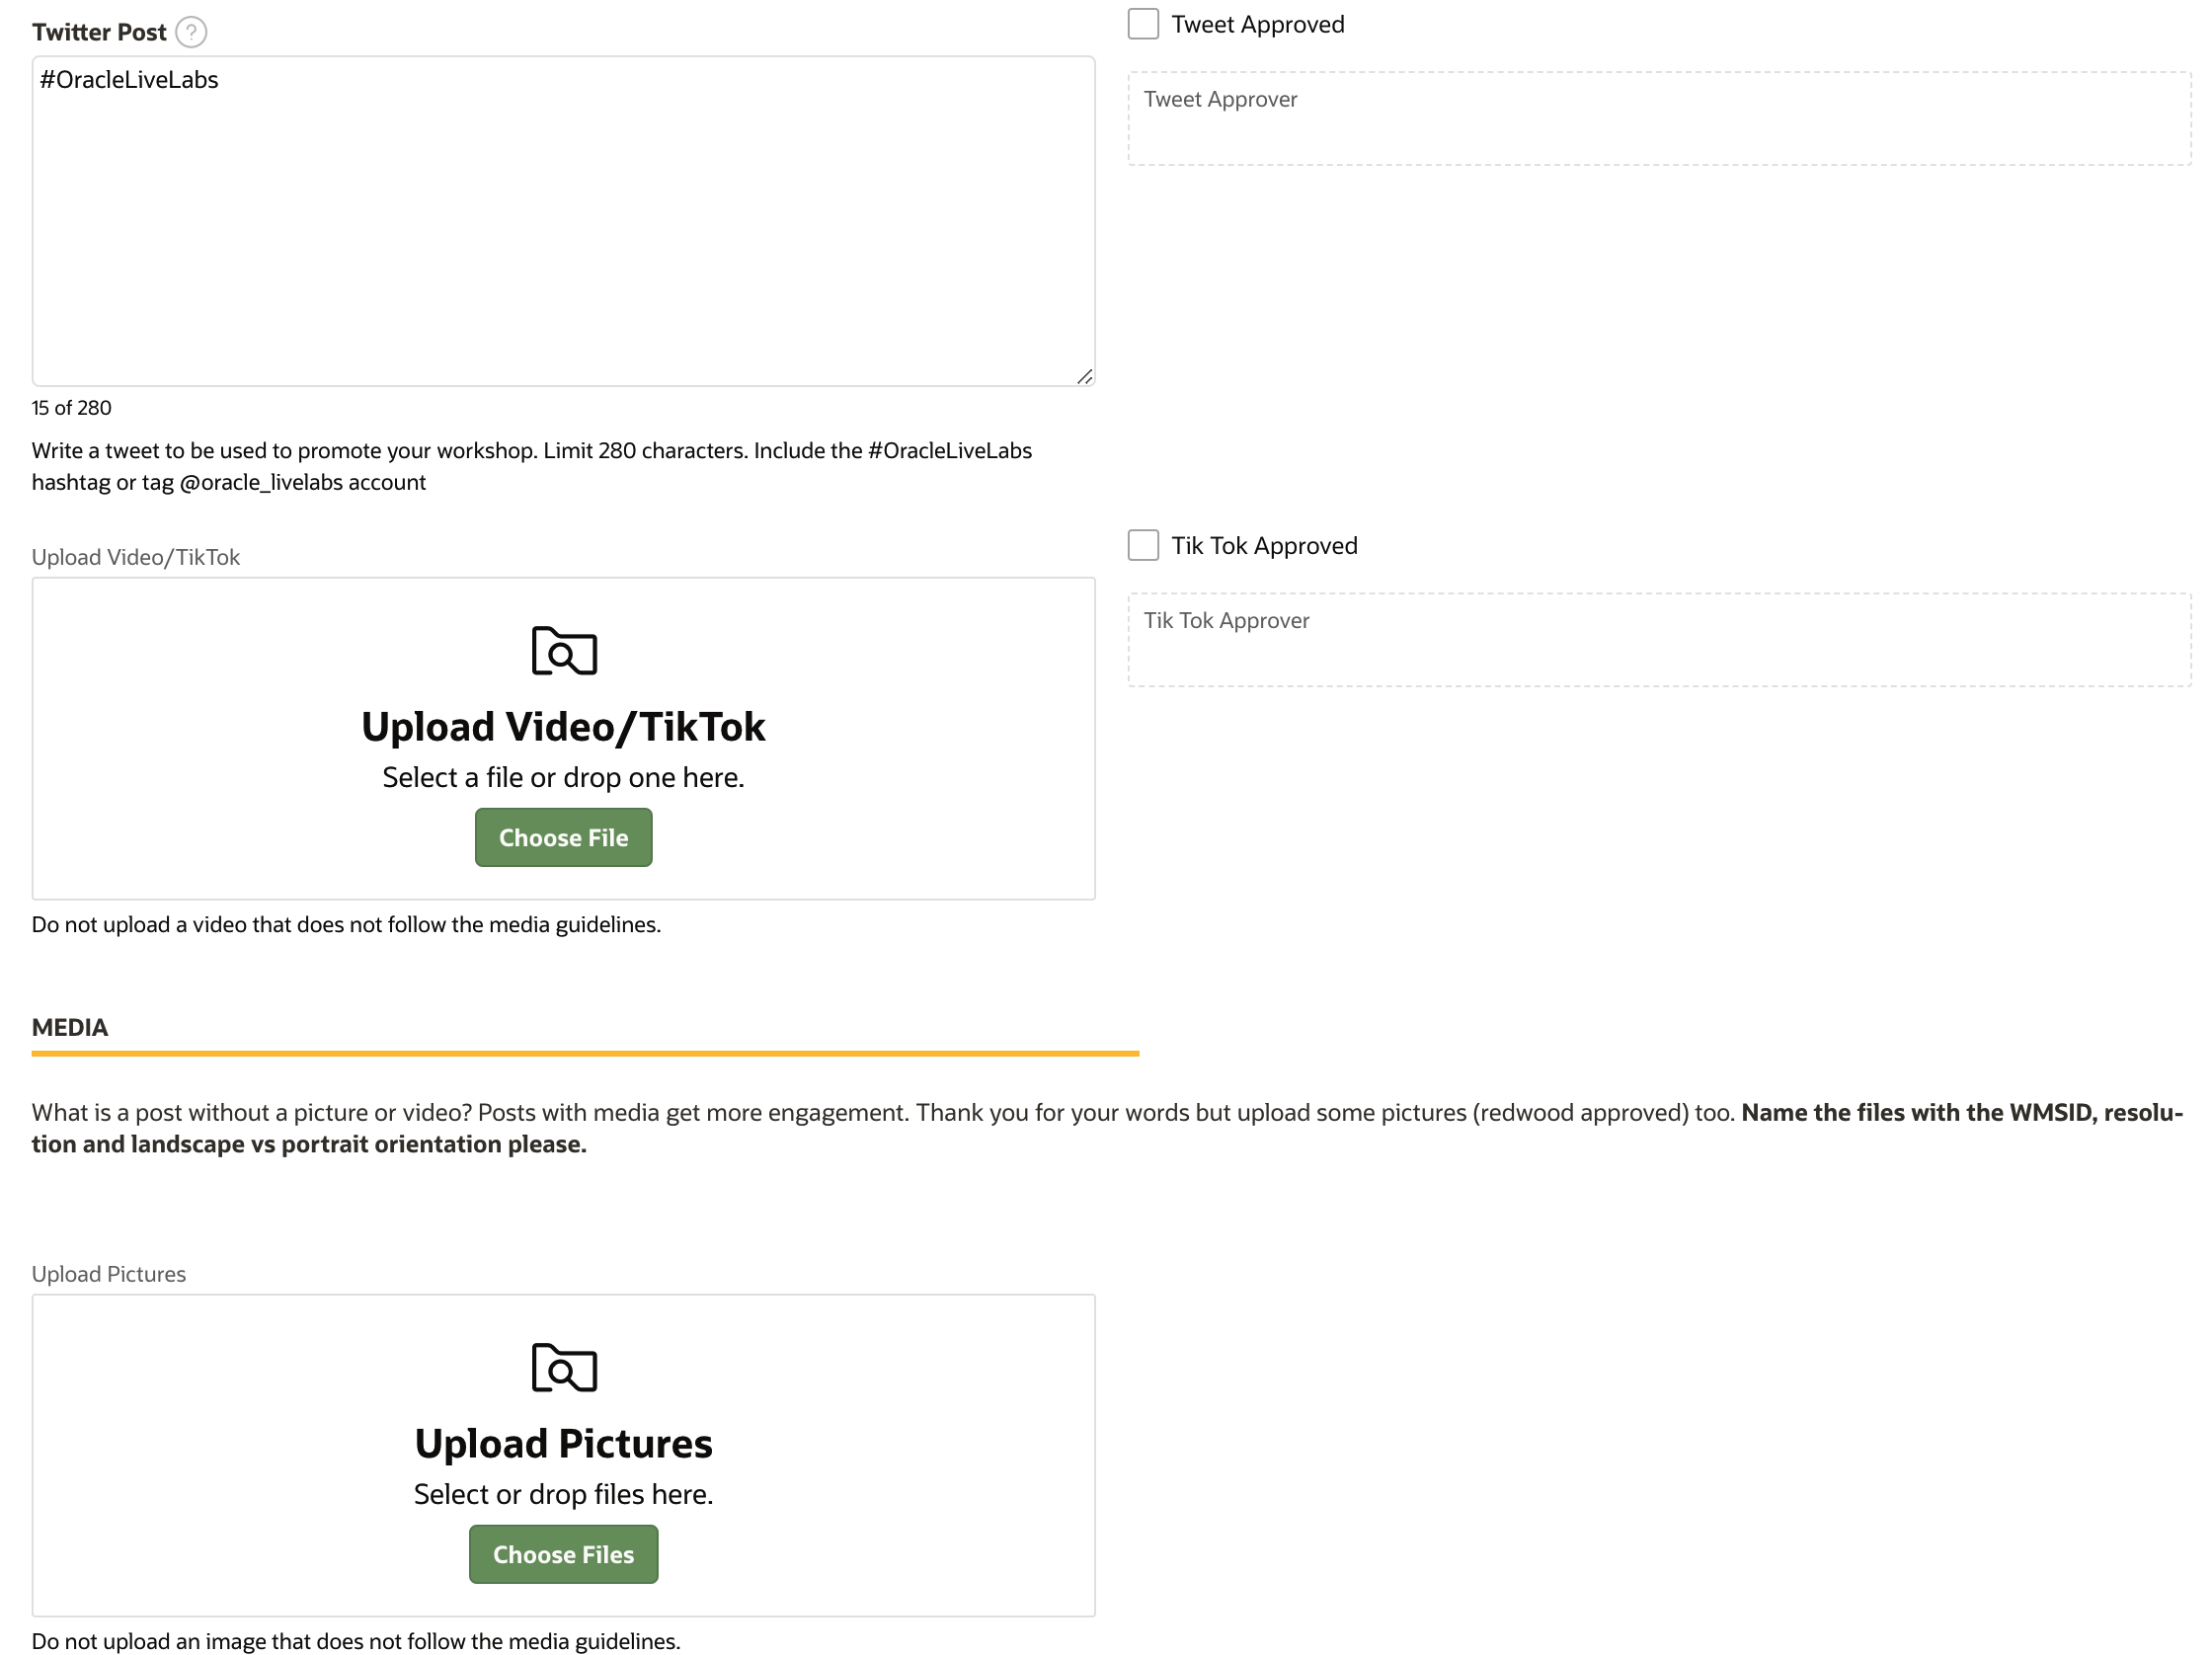 Twitter Post ?
Tweet Approved
#OracleLiveLabs
Tweet Approver
15 of 280
Write a tweet to be used to promote your workshop. Limit 280 characters. Include the #OracleLiveLabs
hashtag or tag @oracle_livelabs account
Upload Video/TikTok
Tik Tok Approved
Tik Tok Approver
Upload Video/TikTok
Select a file or drop one here.
Choose File
Do not upload a video that does not follow the media guidelines.
MEDIA
What is a post without a picture or video? Posts with media get more engagement. Thank you for your words but upload some pictures (redwood approved) too. Name the files with the WMSID, resolu-
tion and landscape vs portrait orientation please.
Upload Pictures
Upload Pictures
Select or drop files here.
Choose Files
Do not upload an image that does not follow the media guidelines.